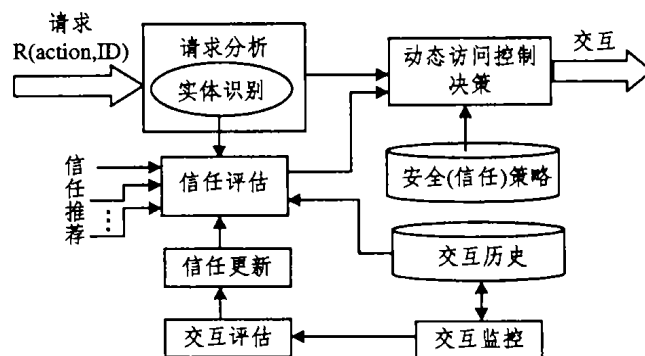 请求
R(action,ID)
请求分析
实体识别
动态访问控制
决策
交互
信任推荐
信任评估
安全(信任)策略
信任更新
交互历史
交互评估
交互监控